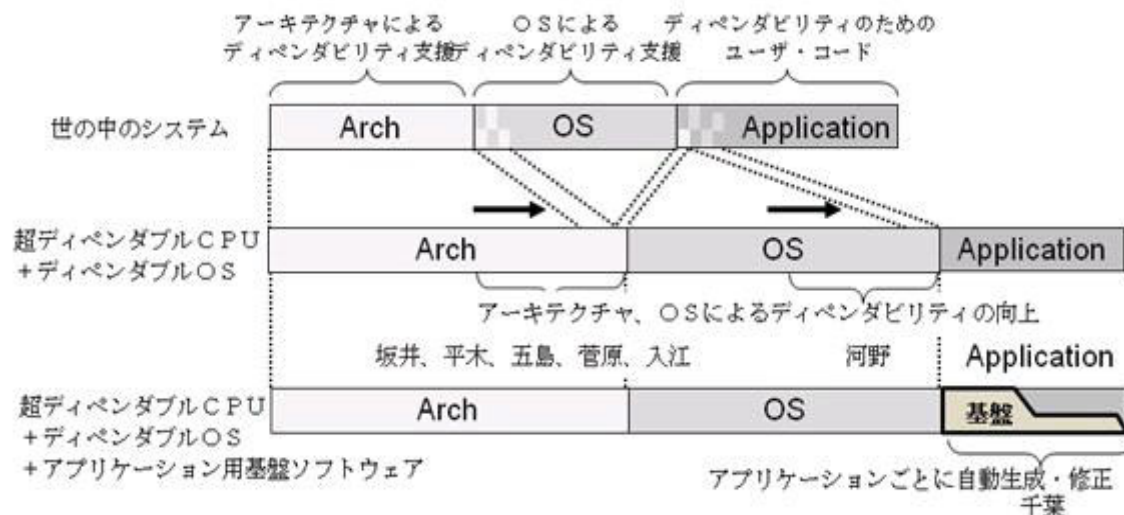 アーキテクチャによる
ディペンダビリティ支援
ＯＳによる
ディペンダビリティ支援
ディペンダビリティのための
ユーザ・コード
世の中のシステム
Arch
OS
Application
超ディペンダブルＣＰＵ
＋ディペンダブルＯＳ
Arch
OS
Application
アーキテクチャ、ＯＳによるディペンダビリティの向上
坂井、平木、五島、菅原、入江
河野
Application
超ディペンダブルＣＰＵ
＋ディペンダブルＯＳ
＋アプリケーション用基盤ソフトウェア
Arch
OS
基盤
アプリケーションごとに自動生成・修正
千葉